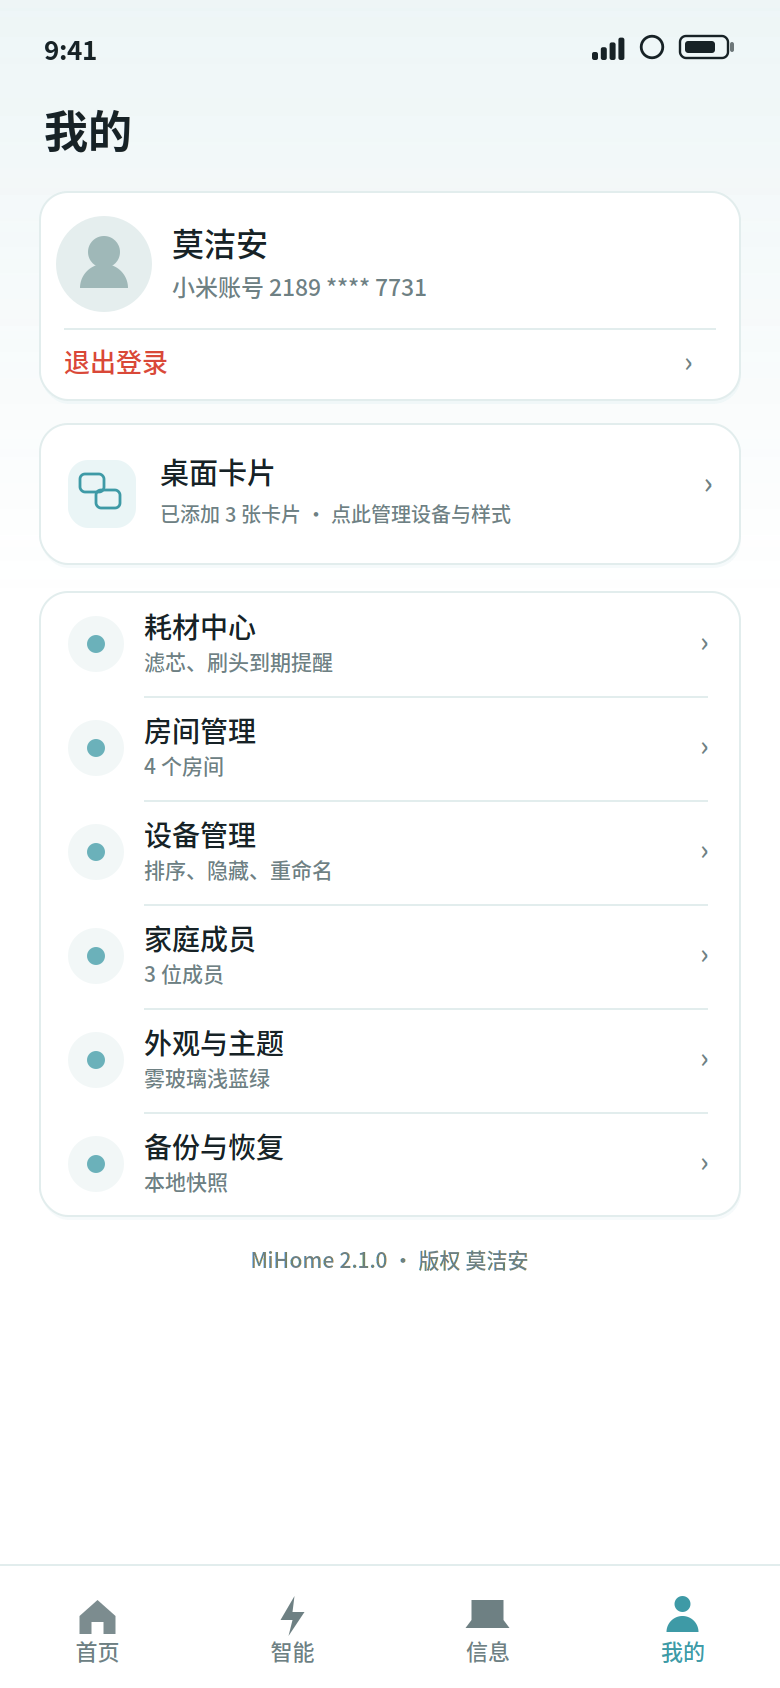 9:41
我的
莫洁安
小米账号 2189 **** 7731
退出登录
桌面卡片
已添加 3 张卡片 · 点此管理设备与样式
耗材中心
滤芯、刷头到期提醒
房间管理
4 个房间
设备管理
排序、隐藏、重命名
家庭成员
3 位成员
外观与主题
雾玻璃浅蓝绿
备份与恢复
本地快照
MiHome 2.1.0 · 版权 莫洁安
首页
智能
信息
我的